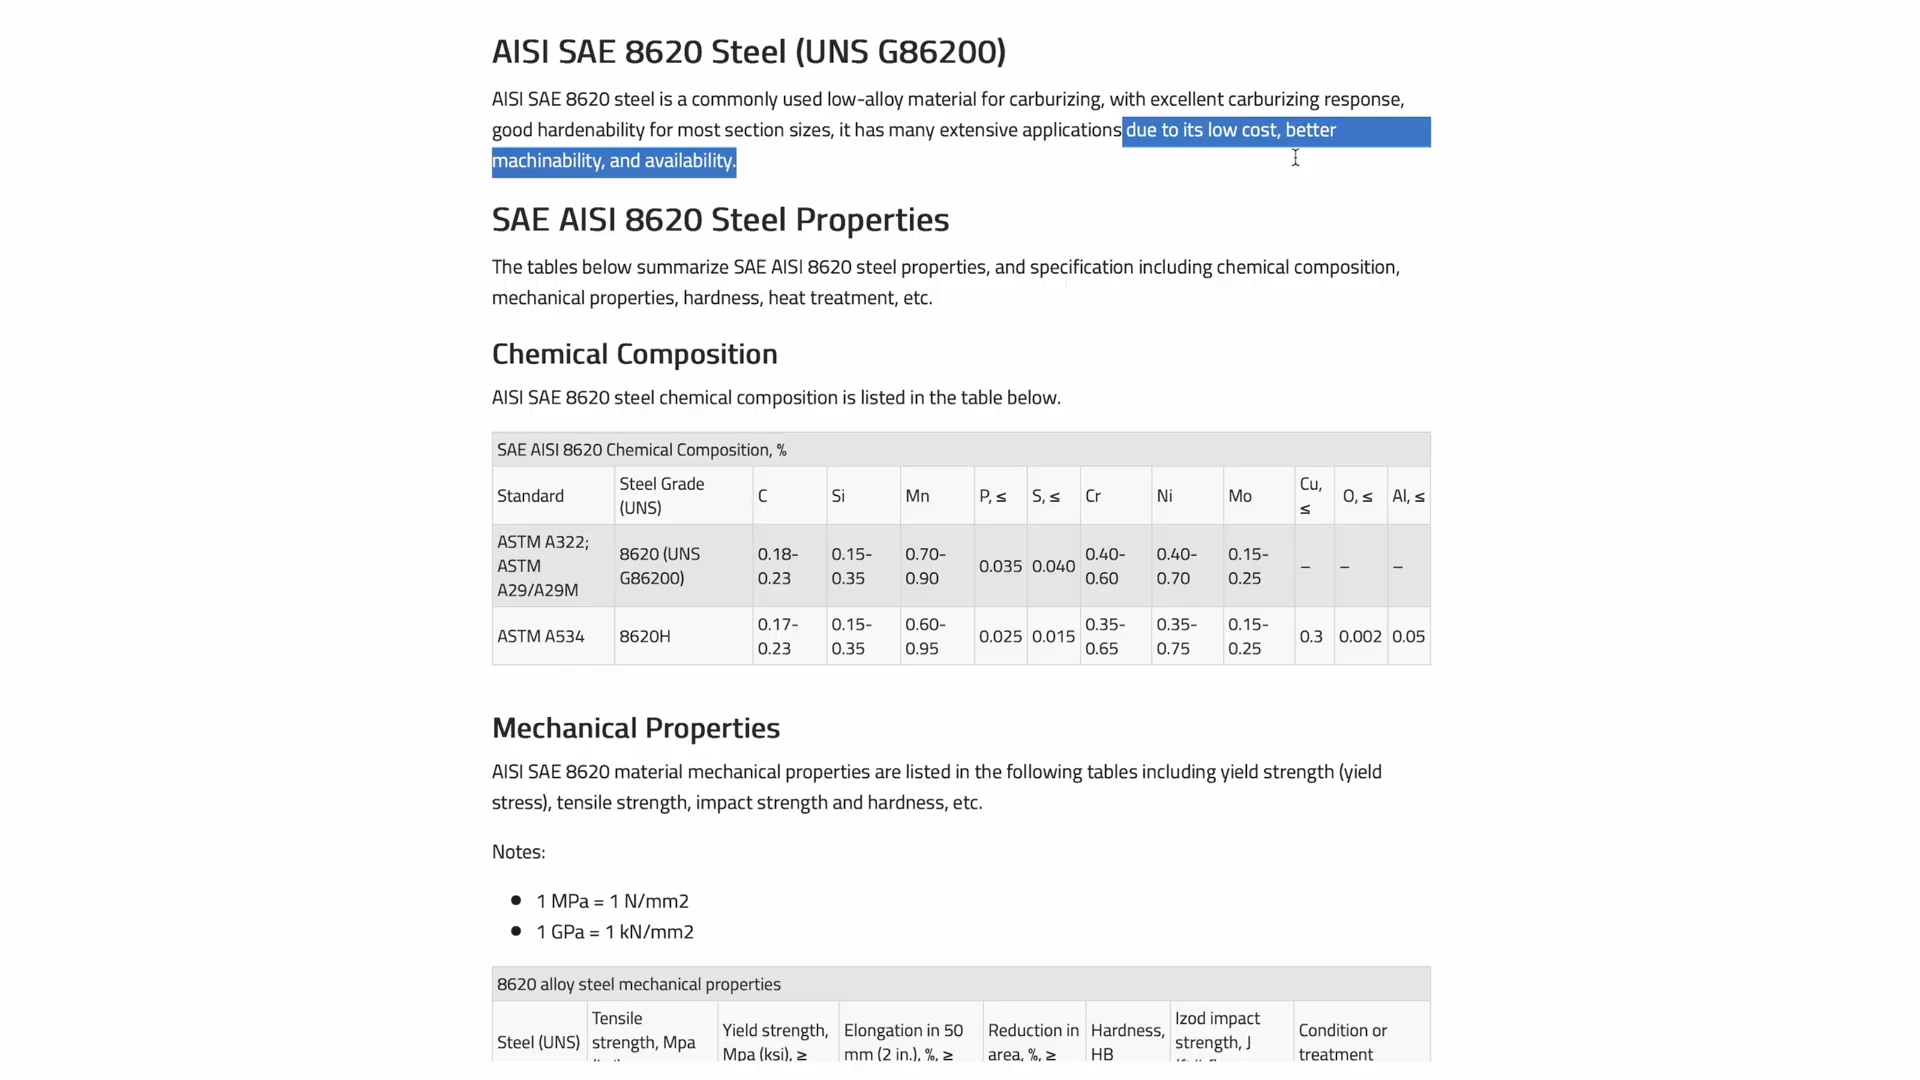 AISI SAE 8620 Steel (UNS G86200)
AISI SAE 8620 steel is a commonly used low-alloy material for carburizing, with excellent carburizing response,
good hardenability for most section sizes, it has many extensive applications due to its low cost, better
machinability, and availability.
SAE AISI 8620 Steel Properties
The tables below summarize SAE AISI 8620 steel properties, and specification including chemical composition,
mechanical properties, hardness, heat treatment, etc.
Chemical Composition
AISI SAE 8620 steel chemical composition is listed in the table below.
SAE AISI 8620 Chemical Composition, %
Standard Steel Grade (UNS) C Si Mn P, ≤ S, ≤ Cr Ni Mo Cu, ≤ O, ≤ Al, ≤
ASTM A322; ASTM A29/A29M 8620 (UNS G86200) 0.18-0.23 0.15-0.35 0.70-0.90 0.035 0.040 0.40-0.60 0.40-0.70 0.15-0.25 – – –
ASTM A534 8620H 0.17-0.23 0.15-0.35 0.60-0.95 0.025 0.015 0.35-0.65 0.35-0.75 0.15-0.25 0.3 0.002 0.05
Mechanical Properties
AISI SAE 8620 material mechanical properties are listed in the following tables including yield strength (yield
stress), tensile strength, impact strength and hardness, etc.
Notes:
● 1 MPa = 1 N/mm2
● 1 GPa = 1 kN/mm2
8620 alloy steel mechanical properties
Steel (UNS) Tensile strength, Mpa Yield strength, Mpa (ksi), ≥ Elongation in 50 mm (2 in.), %, ≥ Reduction in area, %, ≥ Hardness, HB Izod impact strength, J Condition or treatment